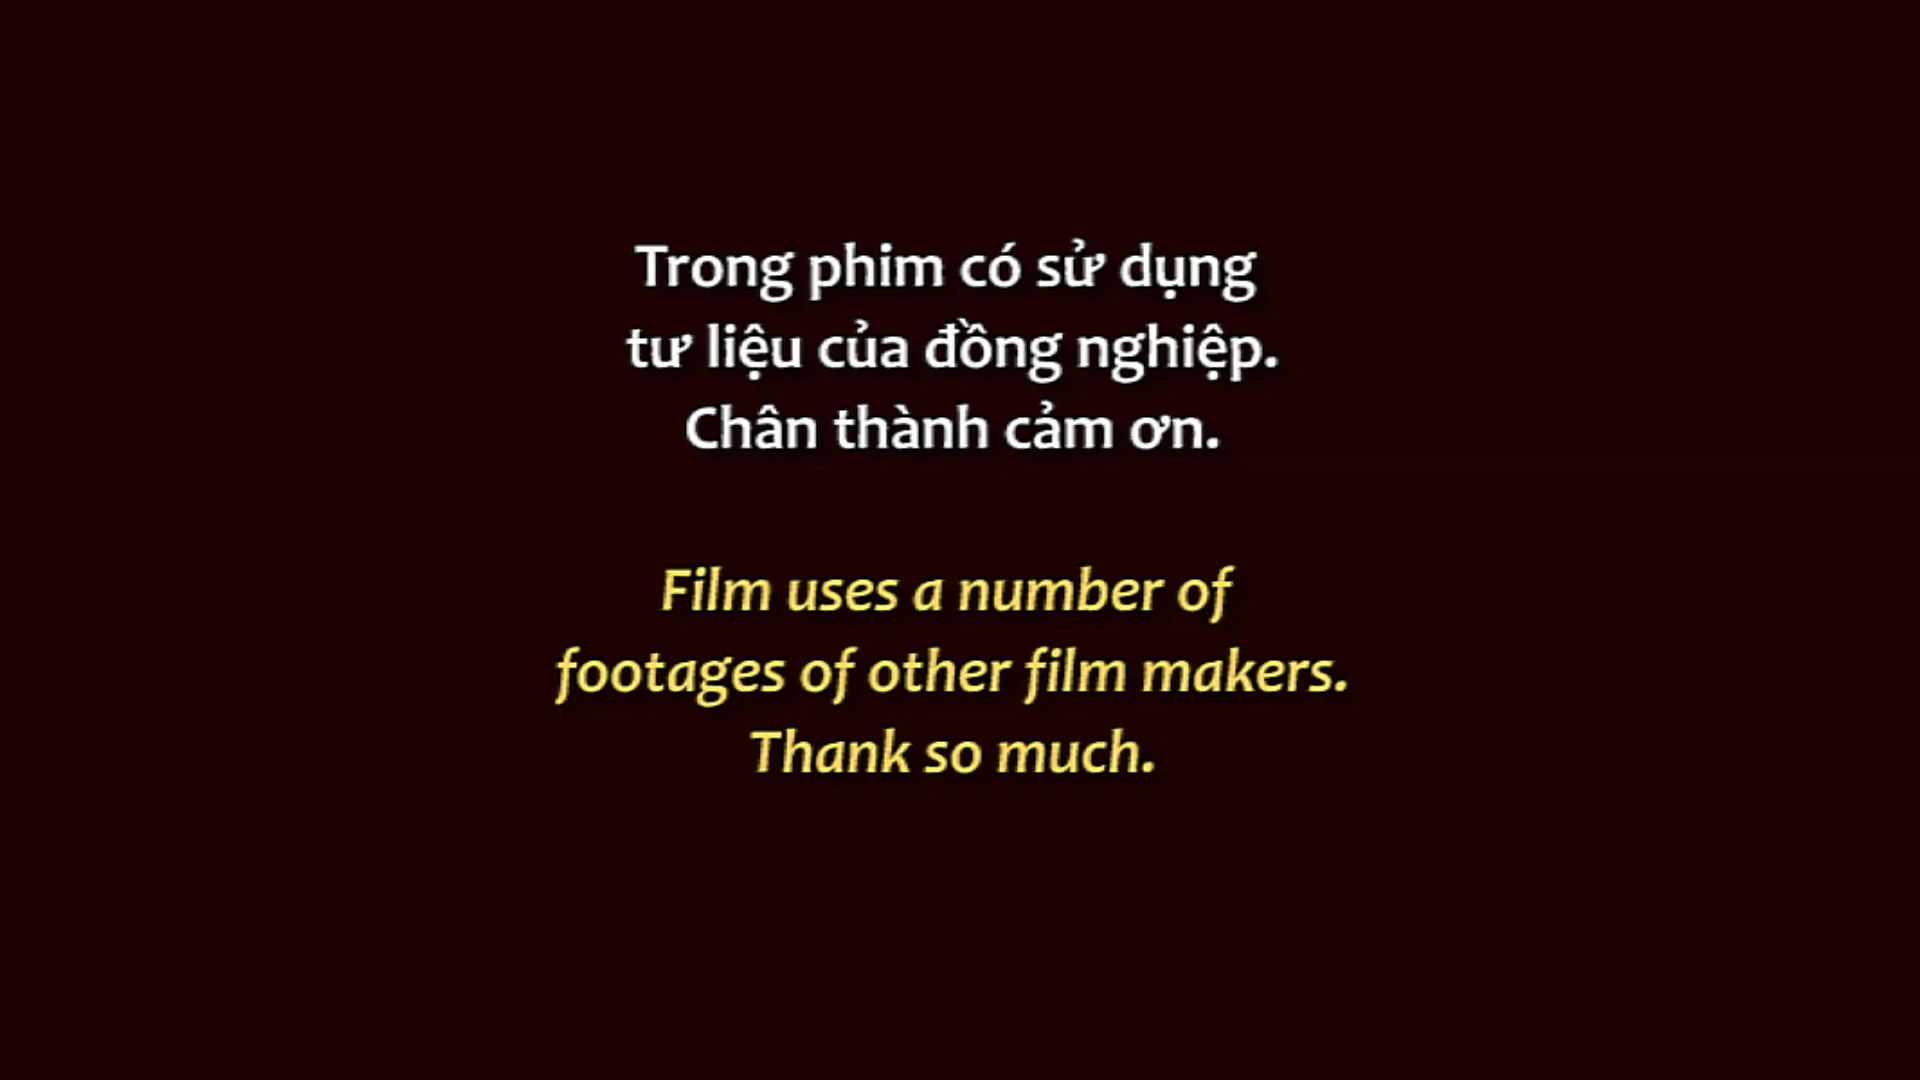 Trong phim có sử dụng
tư liệu của đồng nghiệp.
Chân thành cảm ơn.
Film uses a number of
footages of other film makers.
Thank so much.